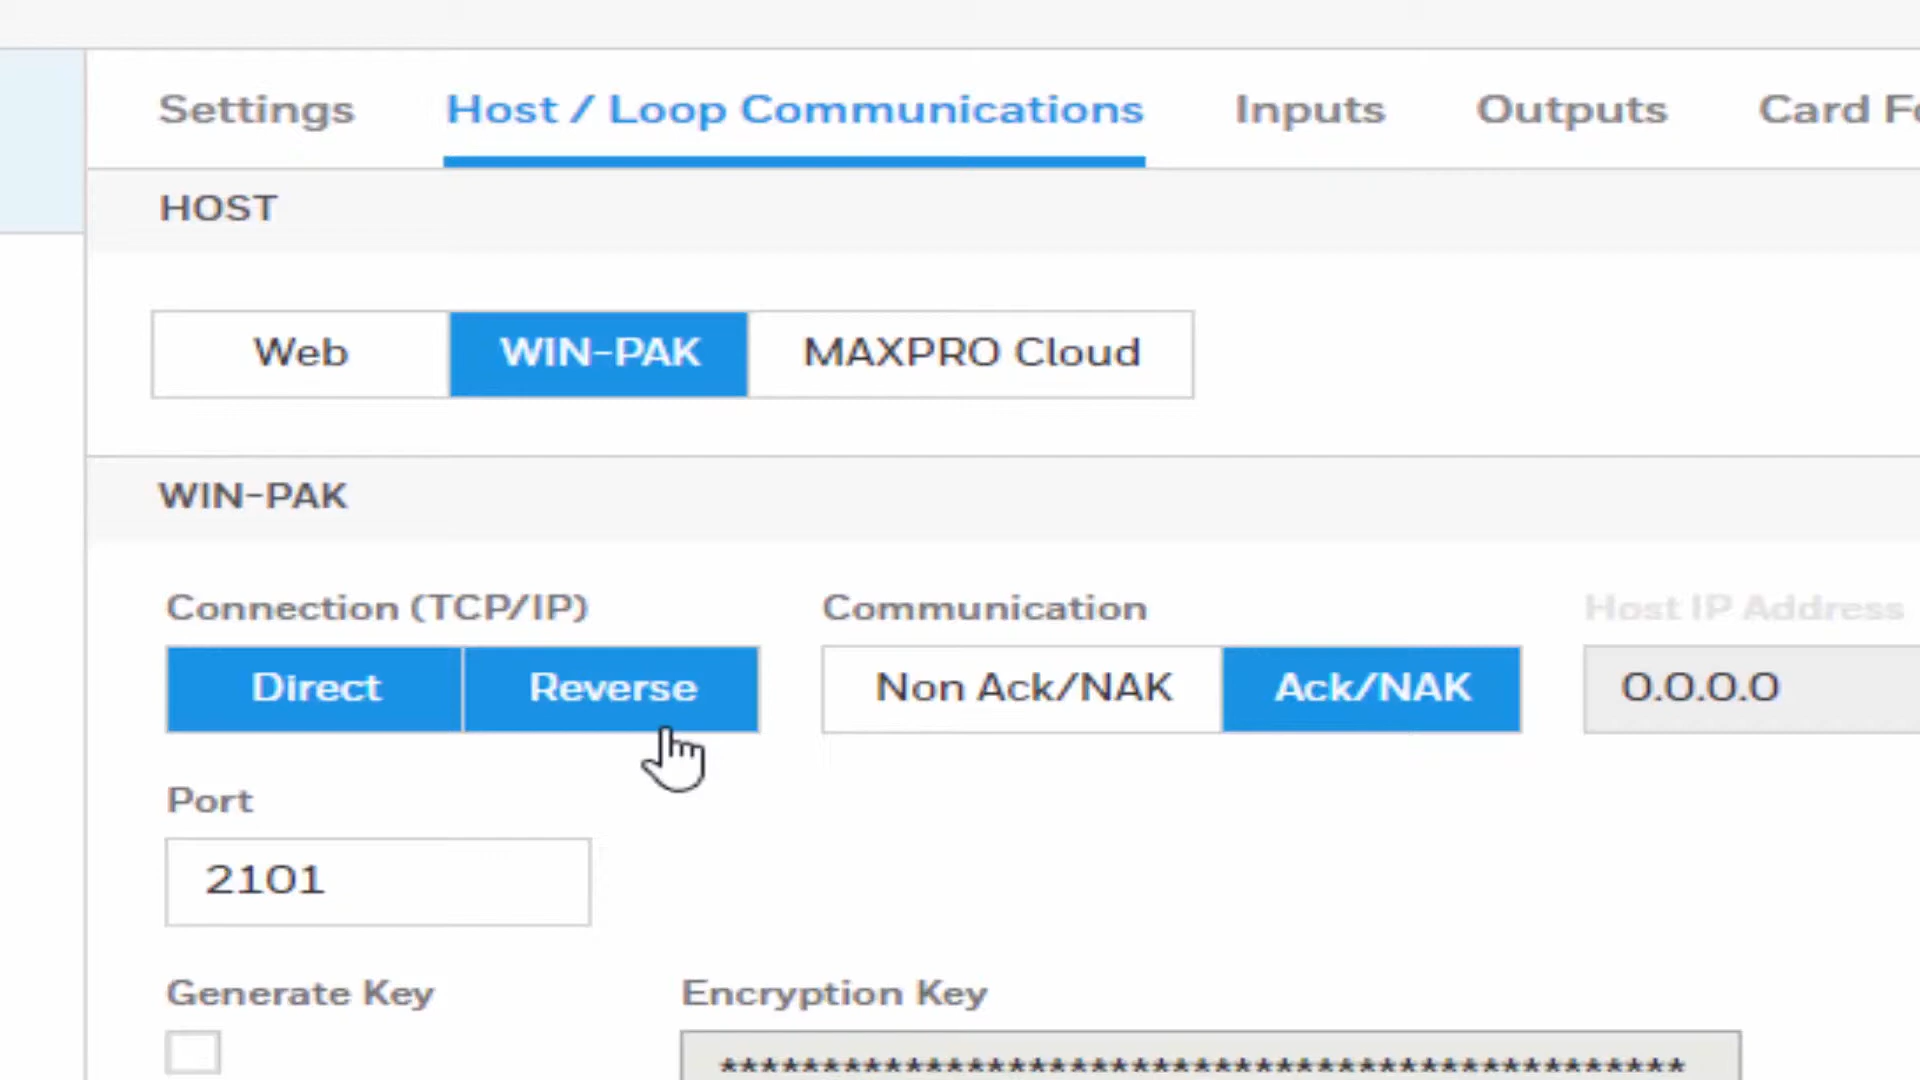 Settings Host / Loop Communications Inputs Outputs Card
HOST
Web WIN-PAK MAXPRO Cloud
WIN-PAK
Connection (TCP/IP) Communication Host IP Address
Direct Reverse Non Ack/NAK Ack/NAK 0.0.0.0
Port
2101
Generate Key Encryption Key
************************************************